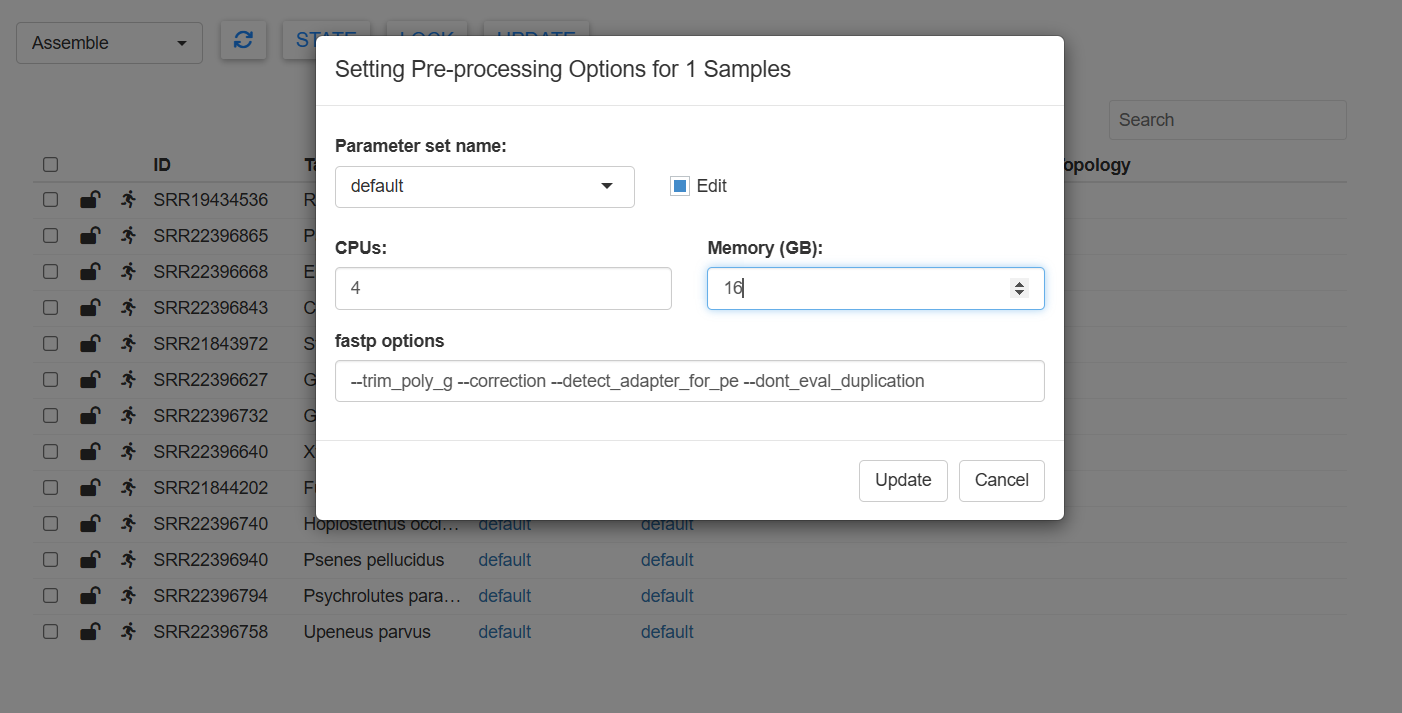 Assemble
STATE LOCK UPDATE
Setting Pre-processing Options for 1 Samples
Search
Parameter set name:
default
Edit
CPUs: Memory (GB):
4 16
fastp options
--trim_poly_g --correction --detect_adapter_for_pe --dont_eval_duplication
Update Cancel
ID opology
SRR19434536 R
SRR22396865 P
SRR22396668 E
SRR22396843 C
SRR21843972 S
SRR22396627 G
SRR22396732 G
SRR22396640 X
SRR21844202
SRR22396740 Hoplostethus occi… default default
SRR22396940 Psenes pellucidus default default
SRR22396794 Psychrolutes para… default default
SRR22396758 Upeneus parvus default default